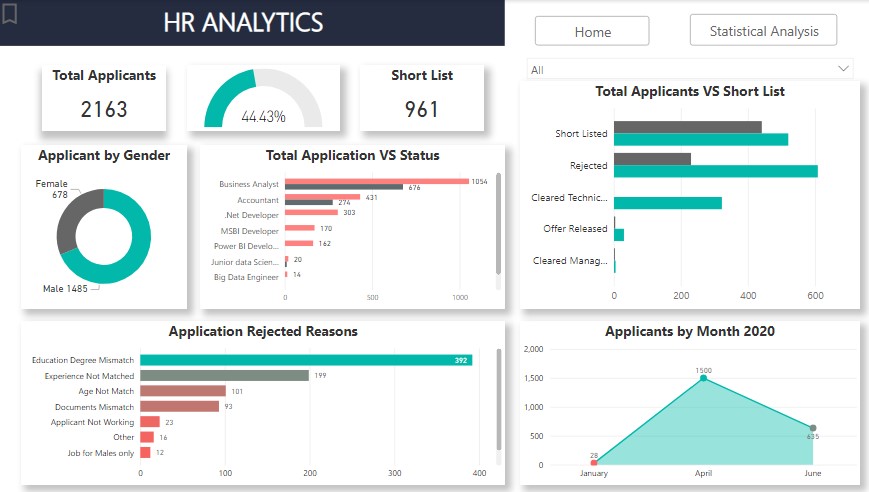 HR ANALYTICS
Home
Statistical Analysis
All
Total Applicants
2163
44.43%
Short List
961
Applicant by Gender
Female
678
Male 1485
Total Application VS Status
Business Analyst 1054
676
Accountant 431
274
.Net Developer 303
MSBI Developer 170
Power BI Develo... 162
Junior data Scien... 20
Big Data Engineer 14
0 500 1000
Total Applicants VS Short List
Short Listed
Rejected
Cleared Technic...
Offer Released
Cleared Manag...
0 200 400 600
Application Rejected Reasons
Education Degree Mismatch 392
Experience Not Matched 199
Age Not Match 101
Documents Mismatch 93
Applicant Not Working 23
Other 16
Job for Males only 12
0 100 200 300 400
Applicants by Month 2020
2,000
1,500
1,000
500
0
1500
28
635
January April June